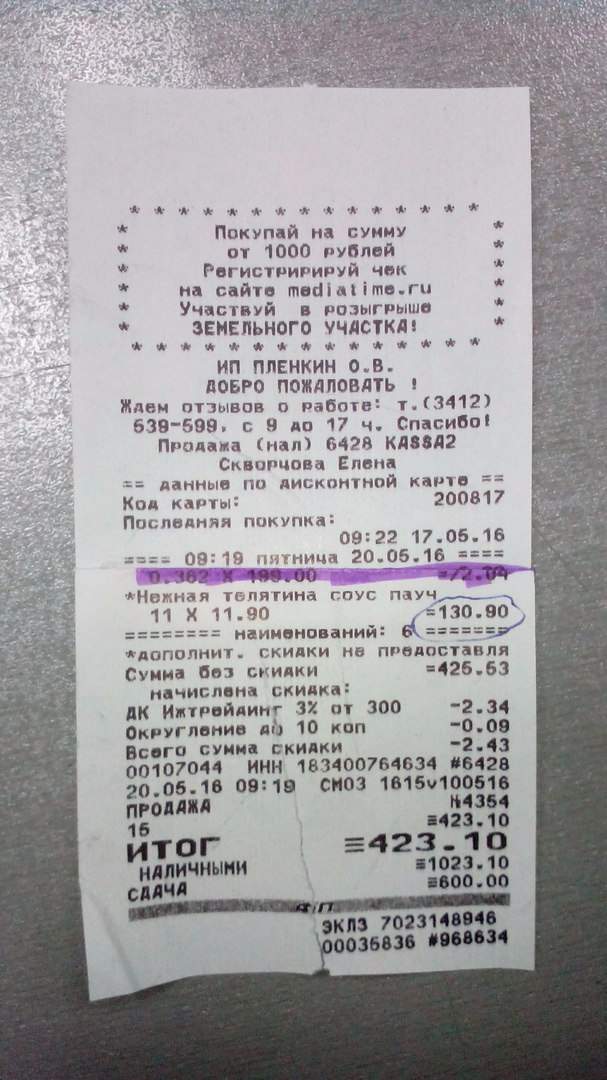 * * * * * * * * * * * * * * *
* Покупай на сумму *
* от 1000 рублей *
* Регистририруй чек *
* на сайте mediatime.ru *
* Участвуй в розыгрыше *
* ЗЕМЕЛЬНОГО УЧАСТКА! *
* * * * * * * * * * * * * * *
ИП ПЛЕНКИН О.В.
ДОБРО ПОЖАЛОВАТЬ !
Ждем отзывов о работе: т.(3412)
539-599, с 9 до 17 ч. Спасибо!
Продажа (нал) 6428 KASSA2
Скворчова Елена
== данные по дисконтной карте ==
Код карты: 200817
Последняя покупка:
09:22 17.05.16
==== 09:19 пятница 20.05.16 ====
0.362 X 199.00 =72.04
*Нежная телятина соус пауч
11 X 11.90 =130.90
======== наименований: 6 =======
*дополнит. скидки не предоставля
Сумма без скидки =425.53
начислена скидка:
ДК Ижтрейдинг 3% от 300 -2.34
Округление до 10 коп -0.09
Всего сумма скидки -2.43
00107044 ИНН 183400764634 #6428
20.05.16 09:19 СМ03 1615v100516
ПРОДАЖА №4354
15 ≡423.10
ИТОГ ≡423.10
НАЛИЧНЫМИ ≡1023.10
СДАЧА ≡600.00
ЭКЛЗ 7023148946
00035836 #968634